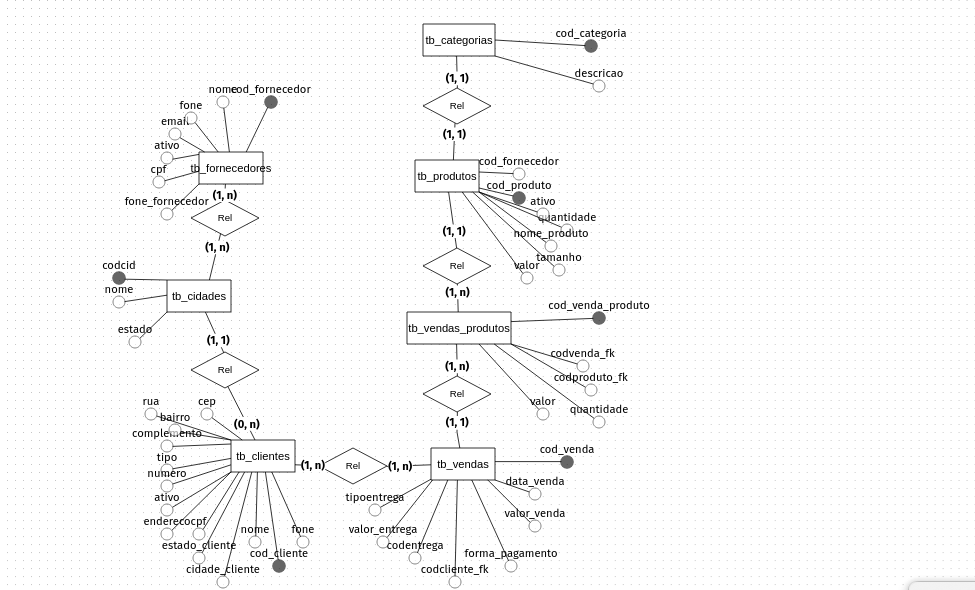 tb_categorias
cod_categoria
descricao
(1, 1)
Rel
(1, 1)
nome
cod_fornecedor
fone
email
ativo
cpf
fone_fornecedor
tb_fornecedores
(1, n)
Rel
(1, n)
tb_produtos
cod_fornecedor
cod_produto
ativo
quantidade
nome_produto
tamanho
valor
(1, 1)
Rel
(1, n)
codcid
nome
estado
tb_cidades
(1, 1)
Rel
(0, n)
tb_vendas_produtos
cod_venda_produto
codvenda_fk
codproduto_fk
quantidade
valor
(1, n)
Rel
(1, 1)
rua
cep
bairro
complemento
tipo
numero
ativo
endereco
cpf
estado_cliente
cidade_cliente
nome
cod_cliente
fone
tb_clientes
(1, n)
Rel
(1, n)
tb_vendas
cod_venda
data_venda
valor_venda
forma_pagamento
tipoentrega
valor_entrega
codentrega
codcliente_fk